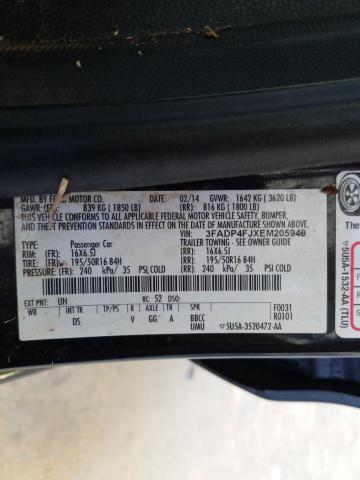 MFD BY FORD MOTOR CO. 02/14 GVWR: 1642 KG (3620 LB)
GAWR: (FR): 839 KG (1850 LB) (RR): 816 KG (1800 LB)
THIS VEHICLE CONFORMS TO ALL APPLICABLE FEDERAL MOTOR VEHICLE SAFETY, BUMPER,
AND THEFT PREVENTION STANDARDS IN EFFECT ON THE DATE OF MANUFACTURE SHOWN ABOVE.
VIN: 3FADP4FJXEM205940
TYPE: Passenger Car TRAILER TOWING - SEE OWNER GUIDE
RIM: (FR): 16X6.5J (RR): 16X6.5J
TIRE: (FR): 195/50R16 84H (RR): 195/50R16 84H
PRESSURE: (FR): 240 kPa/ 35 PSI COLD (RR): 240 kPa/ 35 PSI COLD
EXT PNT: UH RC: 52 DSO: F0031
WB INT TR TP/PS R AXLE TR SPR R0101
DS V GG A BBCC
UMU ▽5U5A-3520472-AA
The
▽5U5A-1532-AA (TLU)